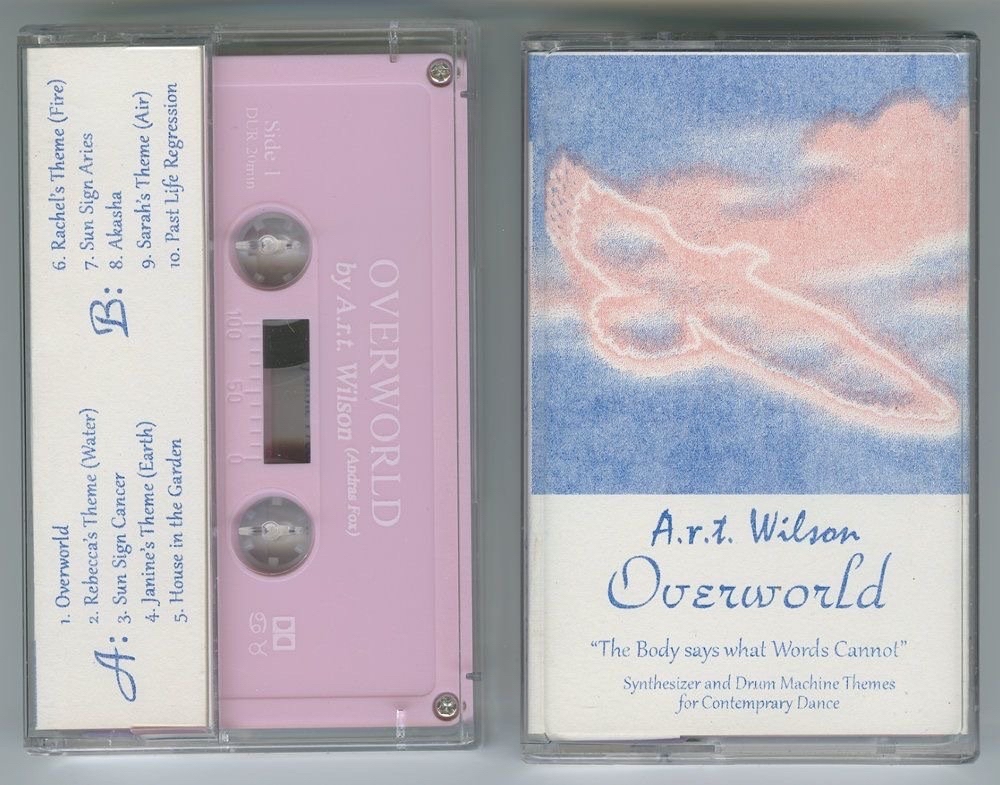 A:
1. Overworld
2. Rebecca's Theme (Water)
3. Sun Sign Cancer
4. Janine's Theme (Earth)
5. House in the Garden
B:
6. Rachel's Theme (Fire)
7. Sun Sign Aries
8. Akasha
9. Sarah's Theme (Air)
10. Past Life Regression
Side 1
DUR. 20min
OVERWORLD
by A.r.t. Wilson (Andras Fox)
100 50 0
A.r.t. Wilson
Overworld
“The Body says what Words Cannot”
Synthesizer and Drum Machine Themes
for Contemprary Dance